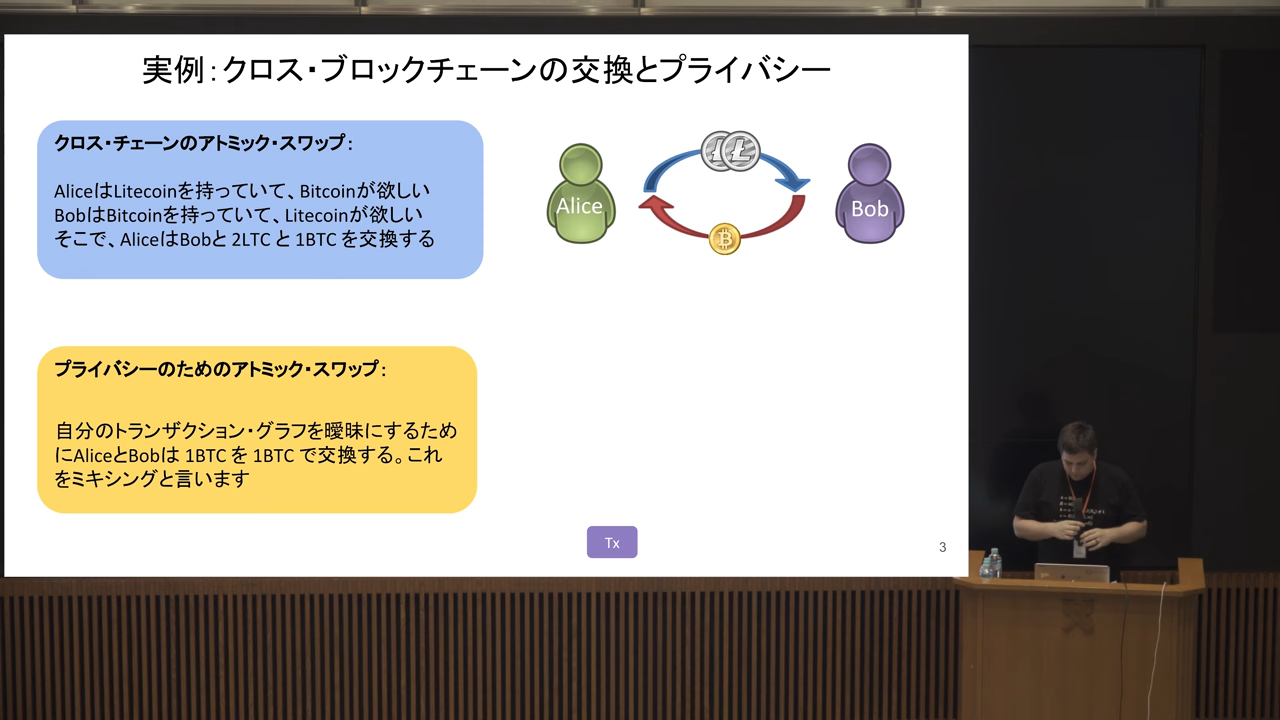 実例：クロス・ブロックチェーンの交換とプライバシー
クロス・チェーンのアトミック・スワップ：
AliceはLitecoinを持っていて、Bitcoinが欲しい
BobはBitcoinを持っていて、Litecoinが欲しい
そこで、AliceはBobと 2LTC と 1BTC を交換する
Alice
Bob
プライバシーのためのアトミック・スワップ：
自分のトランザクション・グラフを曖昧にするため
にAliceとBobは 1BTC を 1BTC で交換する。これ
をミキシングと言います
Tx
3